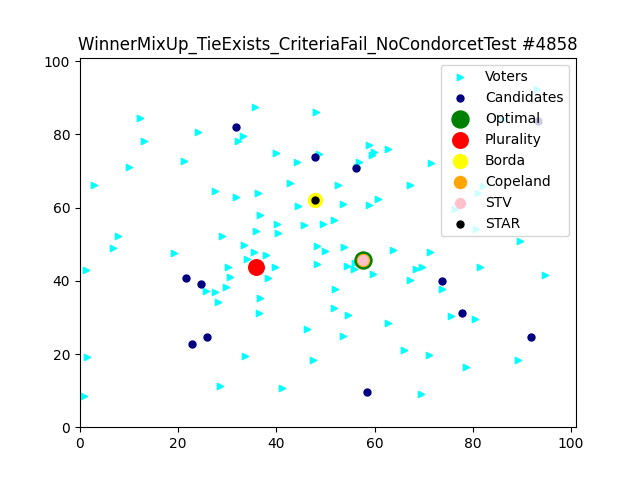 WinnerMixUp_TieExists_CriteriaFail_NoCondorcetTest #4858
100
80
60
40
20
0
0 20 40 60 80 100
Voters
Candidates
Optimal
Plurality
Borda
Copeland
STV
STAR